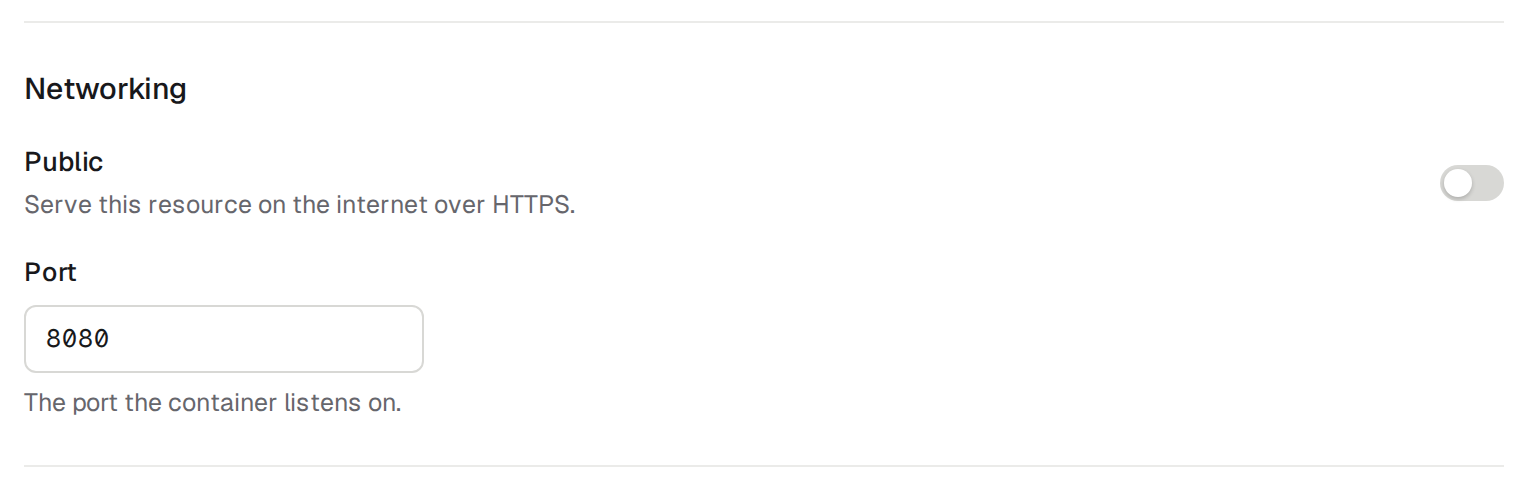 Networking
Public
Serve this resource on the internet over HTTPS.
Port
8080
The port the container listens on.